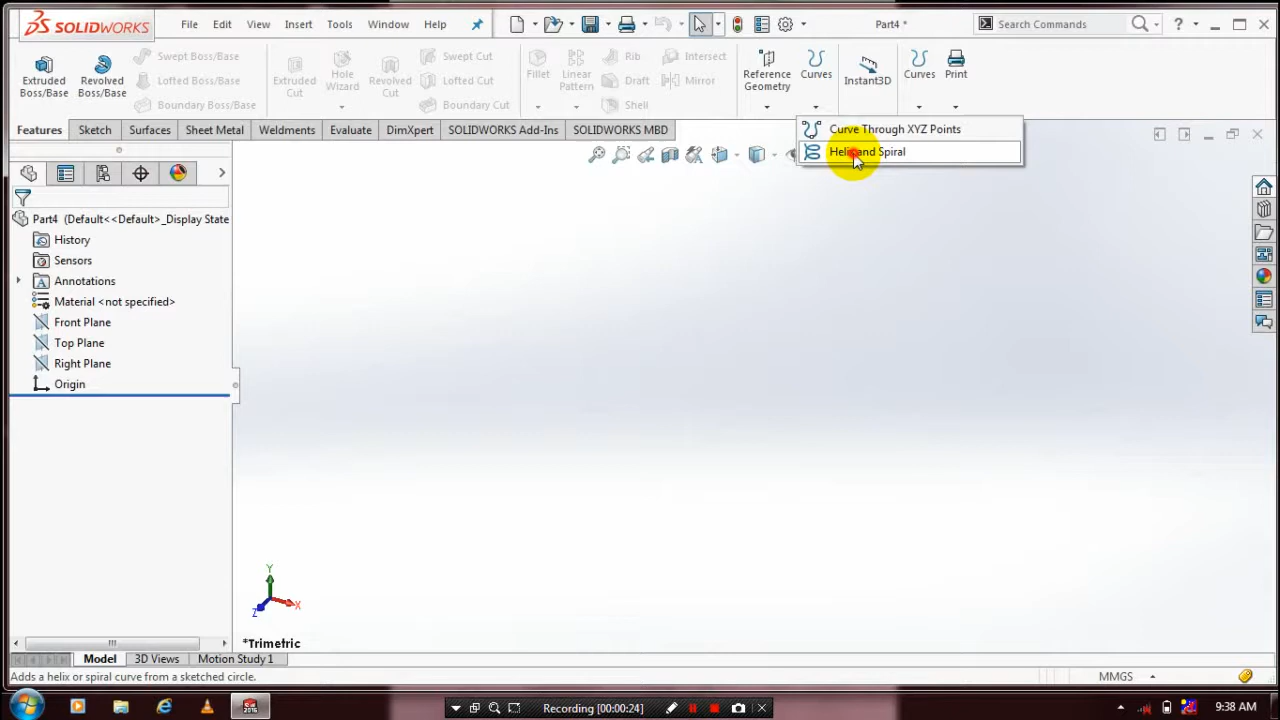 SOLIDWORKS File Edit View Insert Tools Window Help Part4 * Search Commands
Extruded Boss/Base
Revolved Boss/Base
Swept Boss/Base
Lofted Boss/Base
Boundary Boss/Base
Extruded Cut
Hole Wizard
Revolved Cut
Swept Cut
Lofted Cut
Boundary Cut
Fillet
Linear Pattern
Rib
Draft
Shell
Intersect
Mirror
Reference Geometry
Curves
Instant3D
Curves
Print
Features Sketch Surfaces Sheet Metal Weldments Evaluate DimXpert SOLIDWORKS Add-Ins SOLIDWORKS MBD
Curve Through XYZ Points
Helix and Spiral
Part4 (Default<<Default>_Display State
History
Sensors
Annotations
Material <not specified>
Front Plane
Top Plane
Right Plane
Origin
Y
X
Z
*Trimetric
Model 3D Views Motion Study 1
Adds a helix or spiral curve from a sketched circle. MMGS
Recording [00:00:24] 9:38 AM